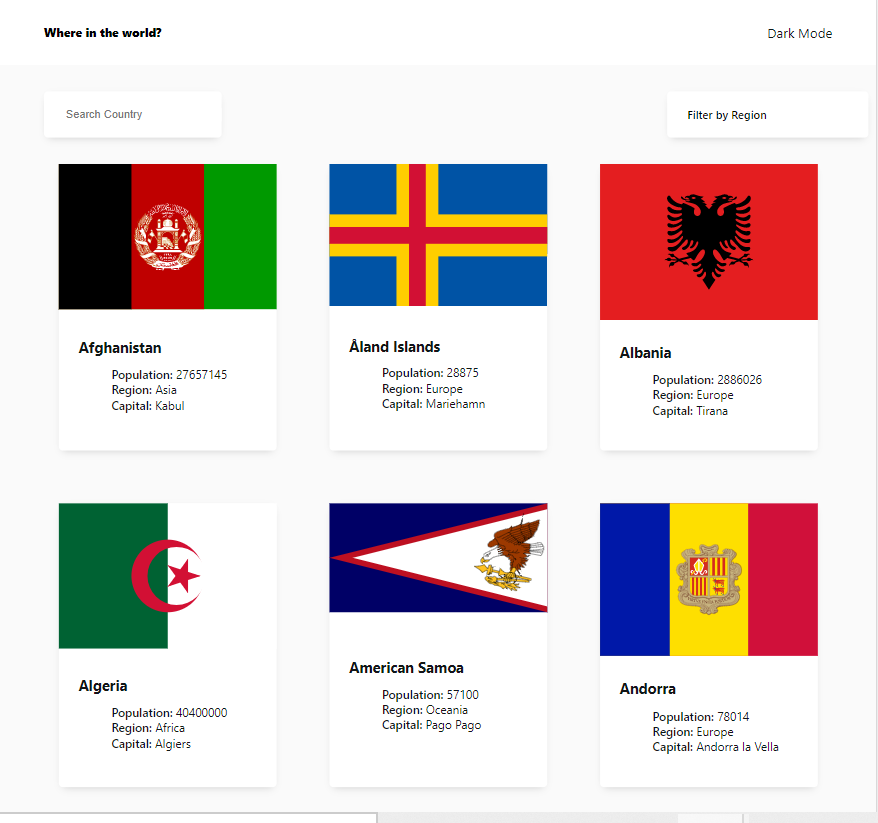 Where in the world?
Dark Mode
Search Country
Filter by Region
Afghanistan
Population: 27657145
Region: Asia
Capital: Kabul
Åland Islands
Population: 28875
Region: Europe
Capital: Mariehamn
Albania
Population: 2886026
Region: Europe
Capital: Tirana
Algeria
Population: 40400000
Region: Africa
Capital: Algiers
American Samoa
Population: 57100
Region: Oceania
Capital: Pago Pago
Andorra
Population: 78014
Region: Europe
Capital: Andorra la Vella